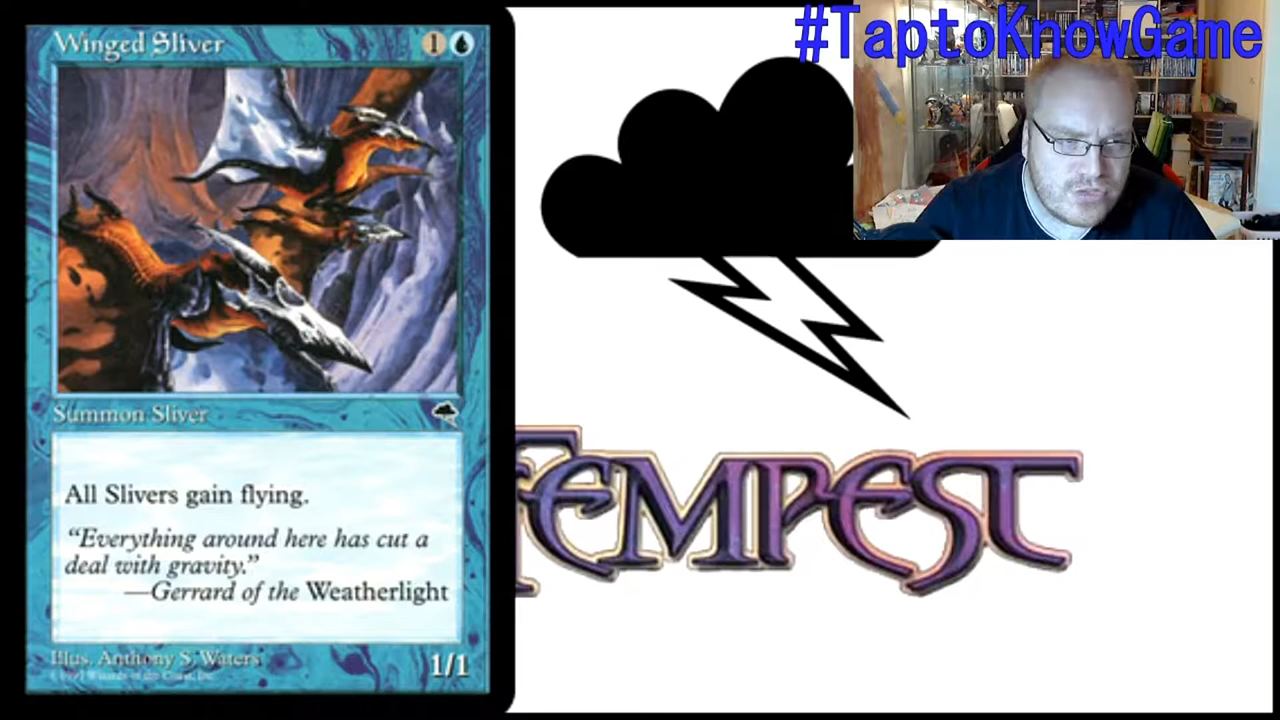 #TaptoKnowGame
Winged Sliver
1
Summon Sliver
All Slivers gain flying.
“Everything around here has cut a
deal with gravity.”
—Gerrard of the Weatherlight
Illus. Anthony S. Waters
1/1
TEMPEST